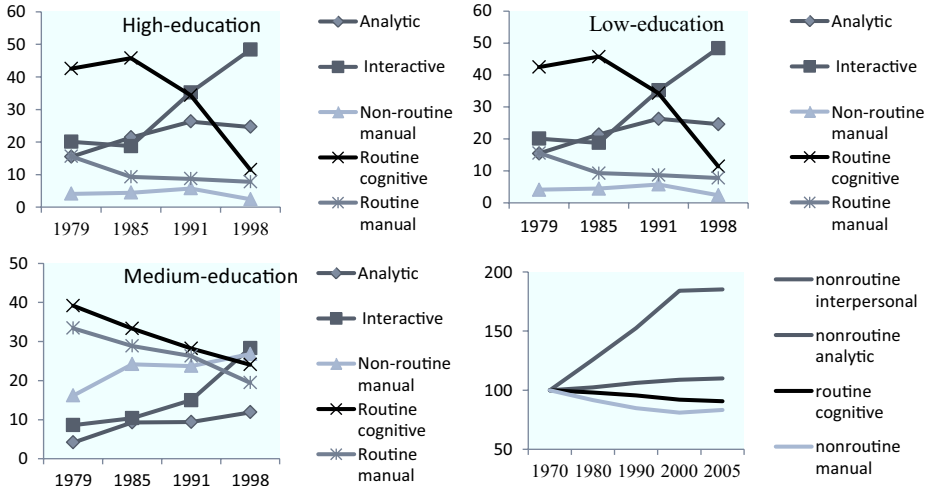 High-education
60
50
40
30
20
10
0
1979 1985 1991 1998
Analytic
Interactive
Non-routine
manual
Routine
cognitive
Routine
manual
Low-education
60
50
40
30
20
10
0
1979 1985 1991 1998
Analytic
Interactive
Non-routine
manual
Routine
cognitive
Routine
manual
Medium-education
50
40
30
20
10
0
1979 1985 1991 1998
Analytic
Interactive
Non-routine
manual
Routine
cognitive
Routine
manual
200
150
100
50
1970 1980 1990 2000 2005
nonroutine
interpersonal
nonroutine
analytic
routine
cognitive
nonroutine
manual